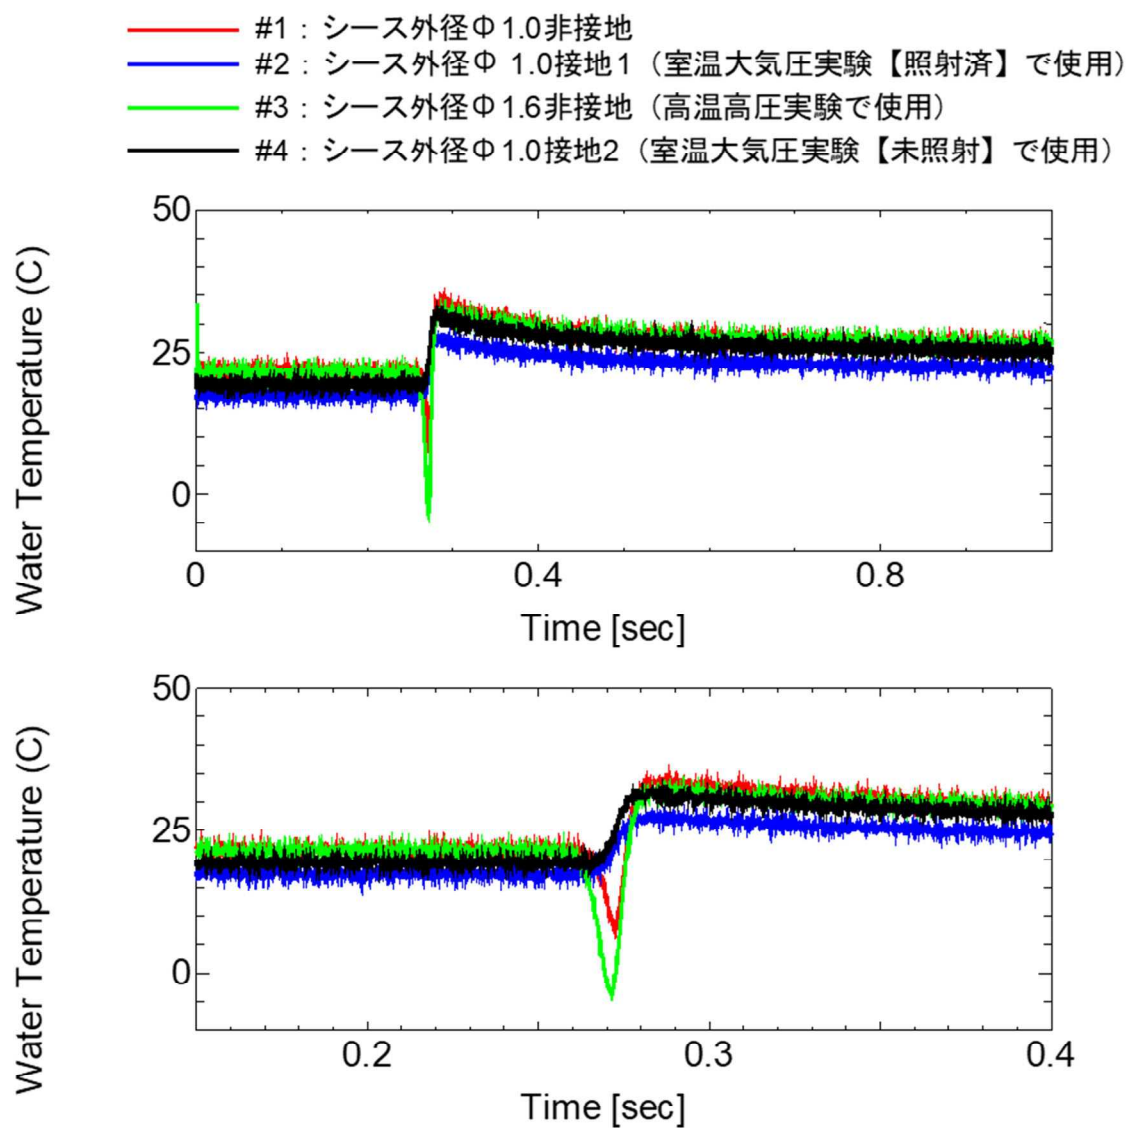 #1：シース外径Φ1.0非接地
#2：シース外径Φ 1.0接地1（室温大気圧実験【照射済】で使用）
#3：シース外径Φ1.6非接地（高温高圧実験で使用）
#4：シース外径Φ1.0接地2（室温大気圧実験【未照射】で使用）
Water Temperature (C)
50
25
0
0
0.4
0.8
Time [sec]
Water Temperature (C)
50
25
0
0.2
0.3
0.4
Time [sec]